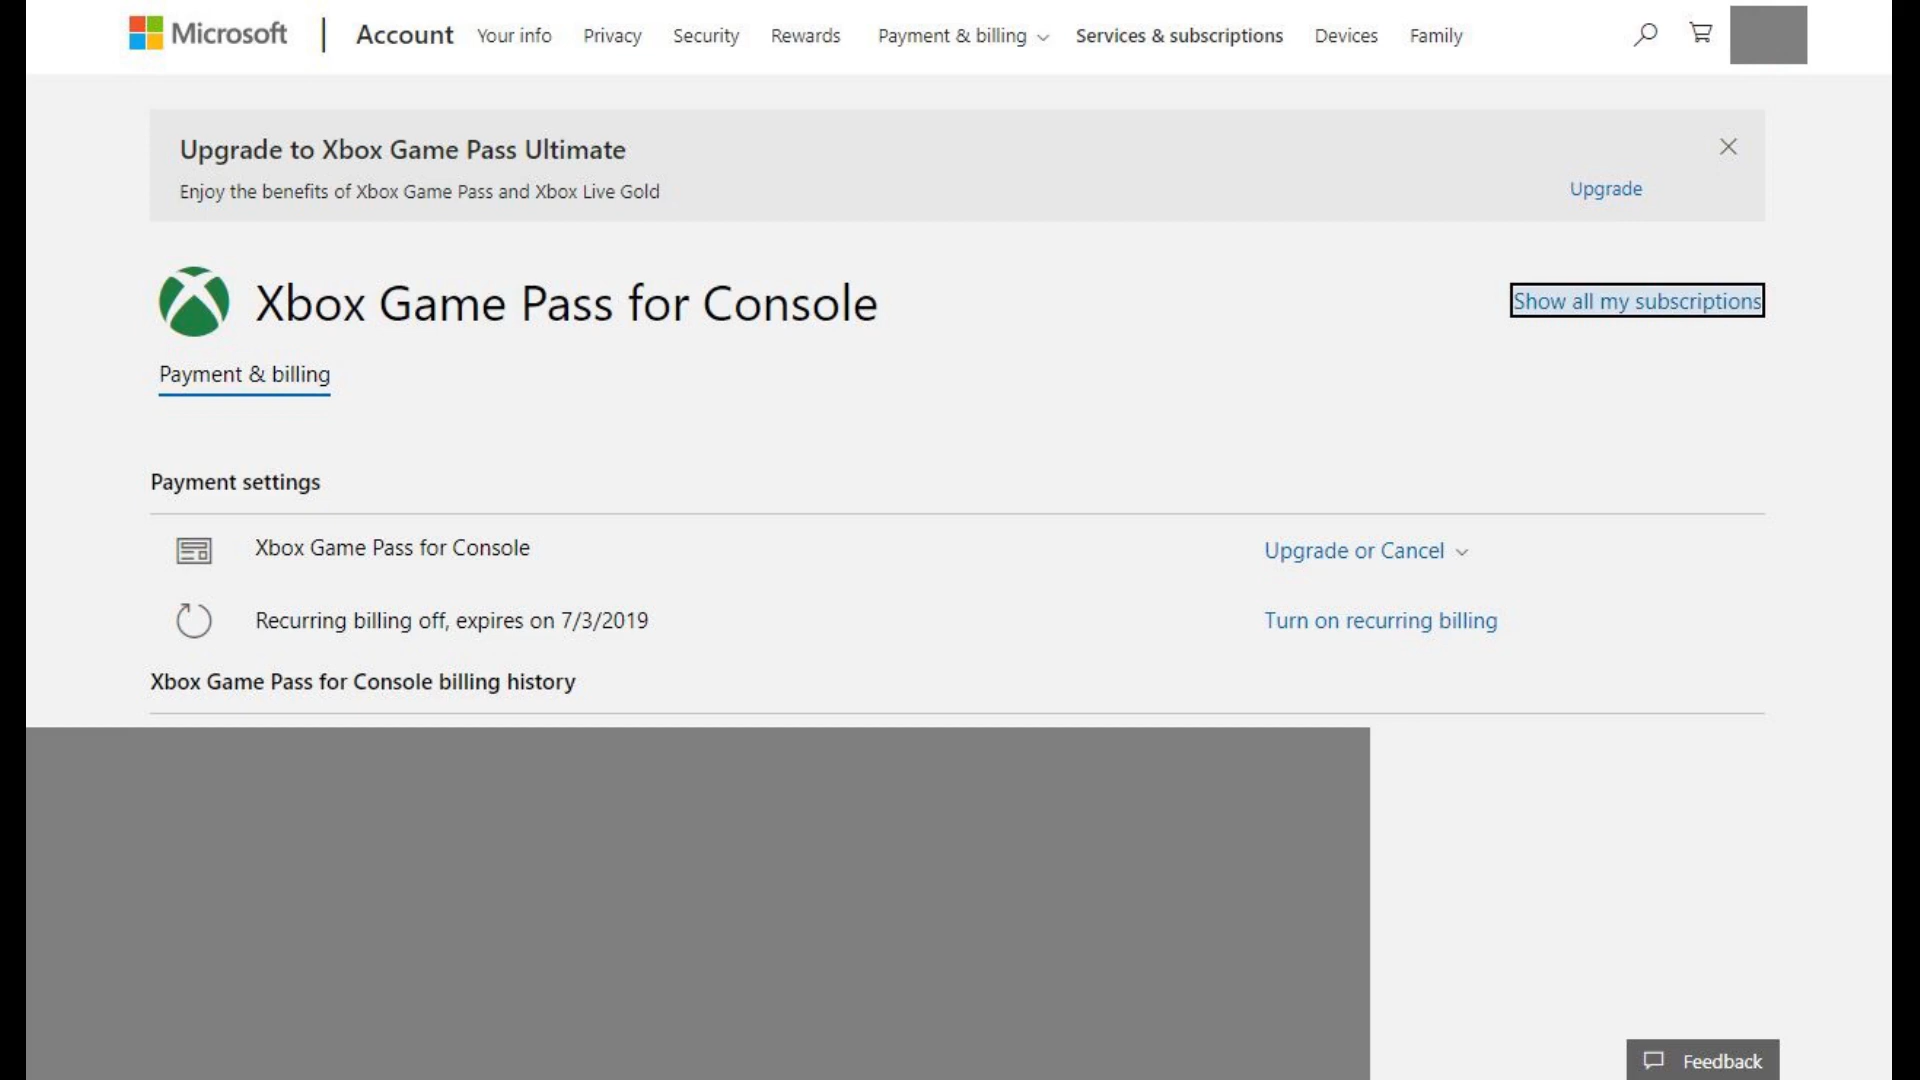 Microsoft | Account Your info Privacy Security Rewards Payment & billing Services & subscriptions Devices Family
Upgrade to Xbox Game Pass Ultimate
Enjoy the benefits of Xbox Game Pass and Xbox Live Gold
Upgrade
Xbox Game Pass for Console
Show all my subscriptions
Payment & billing
Payment settings
Xbox Game Pass for Console
Upgrade or Cancel
Recurring billing off, expires on 7/3/2019
Turn on recurring billing
Xbox Game Pass for Console billing history
Feedback